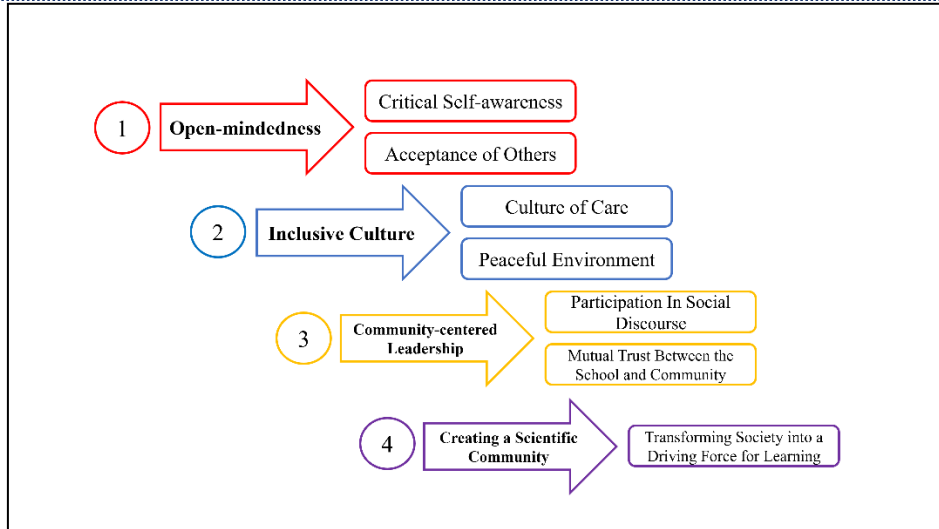 1
Open-mindedness
Critical Self-awareness
Acceptance of Others
2
Inclusive Culture
Culture of Care
Peaceful Environment
3
Community-centered
Leadership
Participation In Social
Discourse
Mutual Trust Between the
School and Community
4
Creating a Scientific
Community
Transforming Society into a
Driving Force for Learning